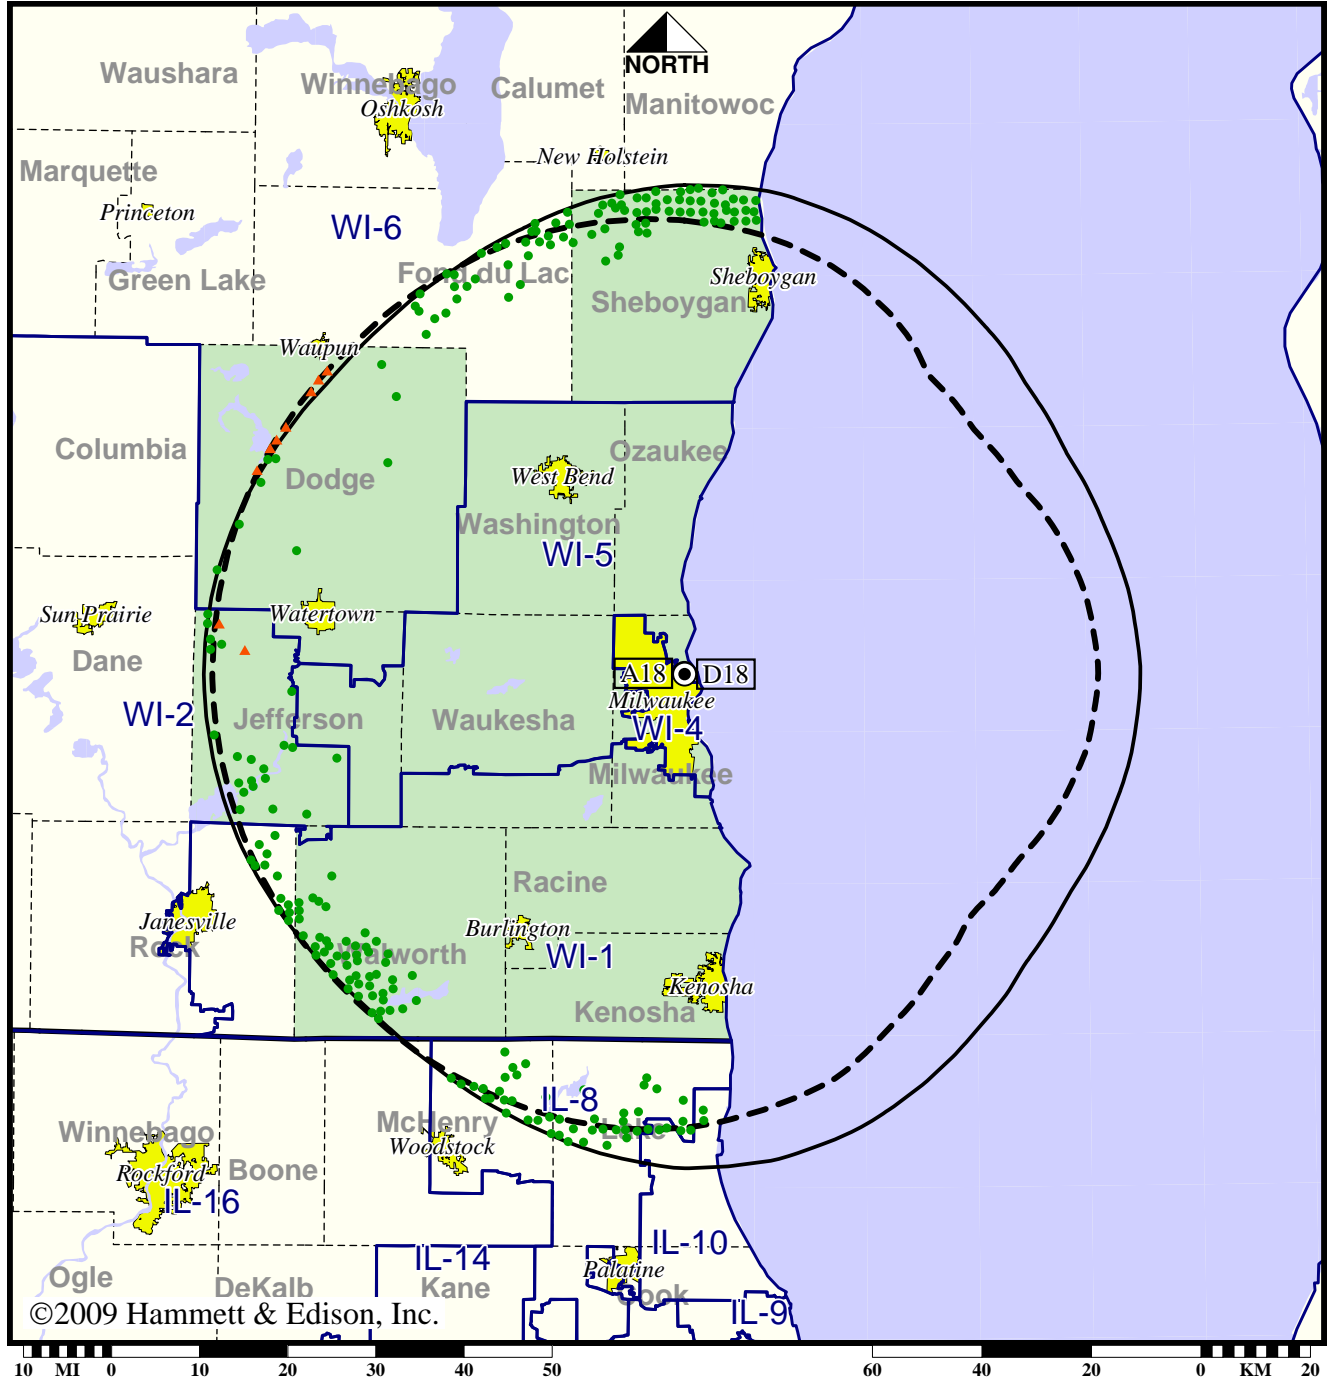 NORTH
Waushara
Winnebago
Calumet
Manitowoc
Oshkosh
New Holstein
Marquette
Princeton
WI-6
Green Lake
Fond du Lac
Sheboygan
Sheboygan
Waupun
Columbia
Dodge
Ozaukee
West Bend
Washington
WI-5
Sun Prairie
Watertown
Dane
A18
D18
Milwaukee
WI-2
Jefferson
Waukesha
WI-4
Milwaukee
Racine
Janesville
Rock
Burlington
Walworth
WI-1
Kenosha
Kenosha
IL-8
McHenry
Lake
Winnebago
Woodstock
Rockford
Boone
IL-16
IL-10
IL-14
Palatine
Ogle
DeKalb
Kane
Cook
©2009 Hammett & Edison, Inc.
IL-9
10 MI 0 10 20 30 40 50 60 40 20 0 KM 20